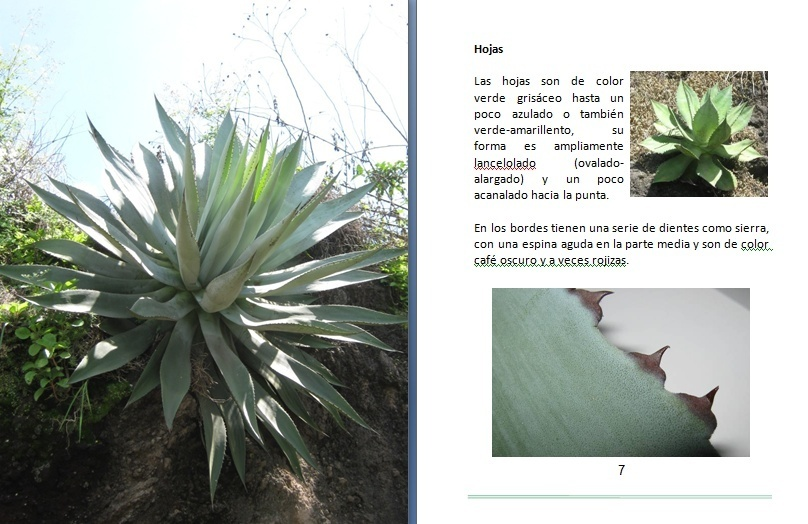 Hojas
Las hojas son de color
verde grisáceo hasta un
poco azulado o también
verde-amarillento, su
forma es ampliamente
lancelolado (ovalado-
alargado) y un poco
acanalado hacia la punta.
En los bordes tienen una serie de dientes como sierra,
con una espina aguda en la parte media y son de color
café oscuro y a veces rojizas.
7